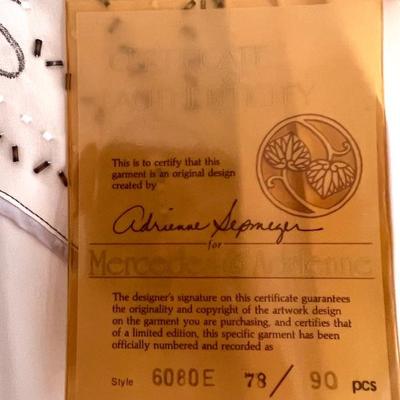 CERTIFICATE
AUTHENTICITY
This is to certify that this
garment is an original design
created by
Adrienne Sepmeyer
for
Mercedes & Adrienne
The designer's signature on this certificate guarantees
the originality and copyright of the artwork design
on the garment you are purchasing, and certifies that
of a limited edition, this specific garment has been
officially numbered and recorded as
Style 6080E 78 / 90 pcs